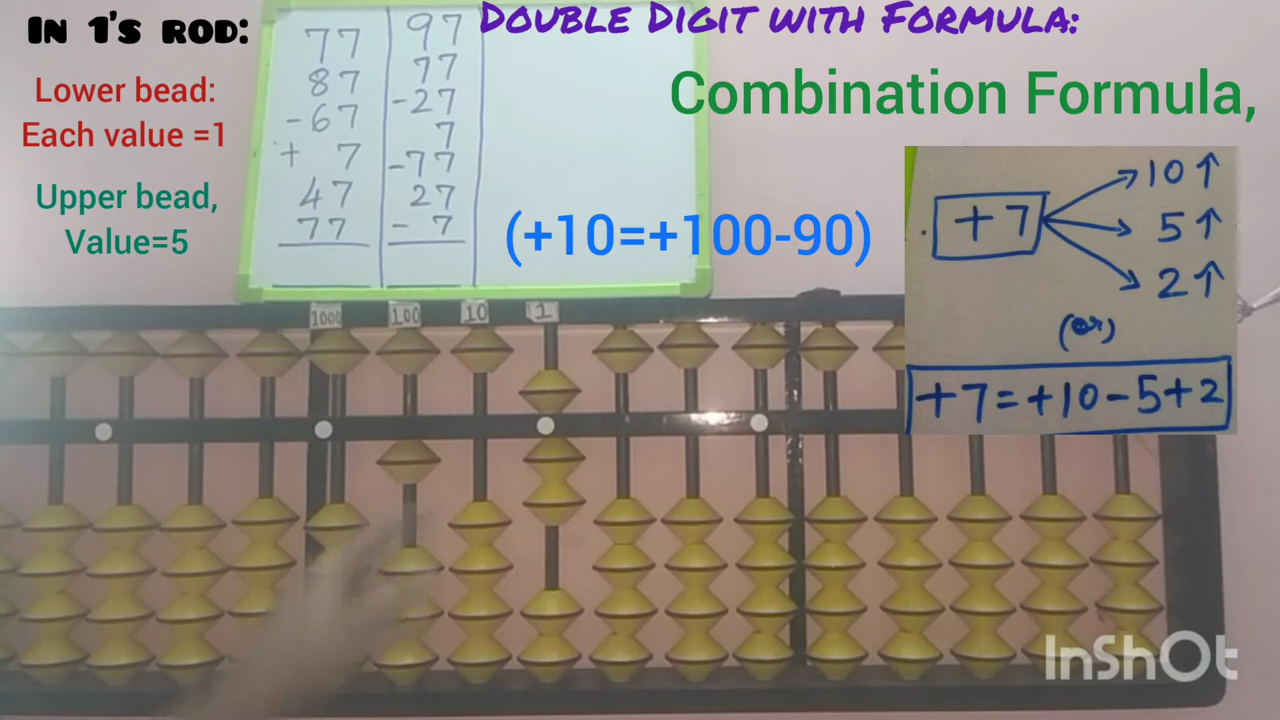 In 1's rod:
Lower bead:
Each value =1
Upper bead,
Value=5
77
87
-67
+ 7
47
77
97
77
-27
7
-77
27
- 7
Double Digit with Formula:
Combination Formula,
(+10=+100-90)
+7
10↑
5↑
2↑
(or)
+7=+10-5+2
1000
100
10
1
InShOt